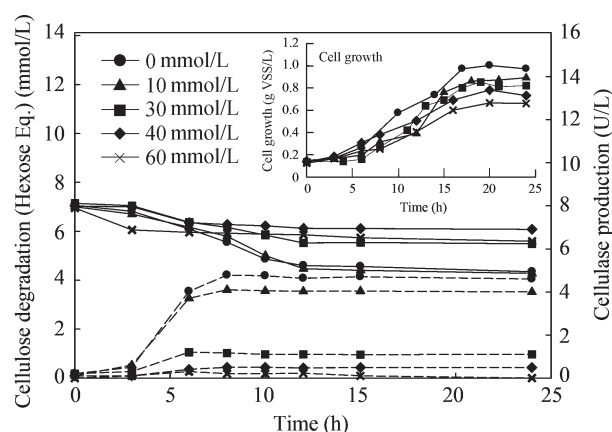 Cellulose degradation (Hexose Eq.) (mmol/L)
14
12
10
8
6
4
2
0
0 mmol/L
10 mmol/L
30 mmol/L
40 mmol/L
60 mmol/L
Cell growth
Cell growth (g VSS/L)
1.2
1.0
0.8
0.6
0.4
0.2
0
0 5 10 15 20 25
Time (h)
16
14
12
10
8
6
4
2
0
Cellulase production (U/L)
0 5 10 15 20 25
Time (h)